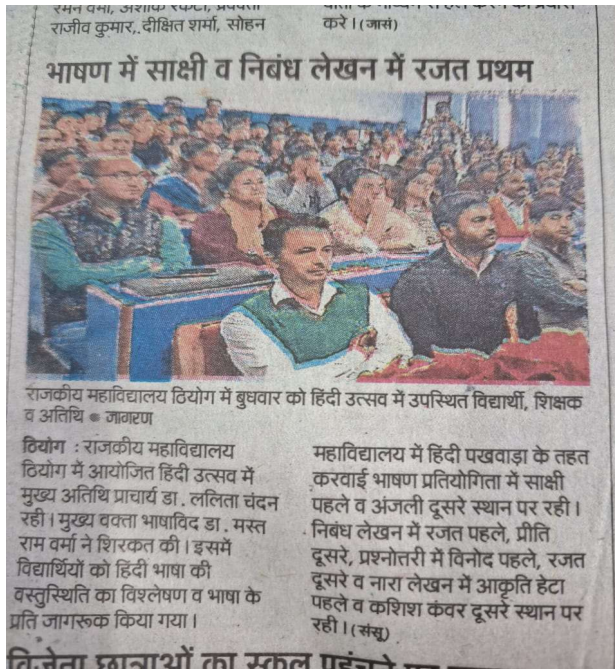 रमन वर्मा, अशोक
राजीव कुमार, दीक्षित शर्मा, सोहन
करे। (जासं)
भाषण में साक्षी व निबंध लेखन में रजत प्रथम
राजकीय महाविद्यालय ठियोग में बुधवार को हिंदी उत्सव में उपस्थित विद्यार्थी, शिक्षक
व अतिथि ● जागरण
ठियोग : राजकीय महाविद्यालय
ठियोग में आयोजित हिंदी उत्सव में
मुख्य अतिथि प्राचार्य डा. ललिता चंदन
रही। मुख्य वक्ता भाषाविद डा. मस्त
राम वर्मा ने शिरकत की। इसमें
विद्यार्थियों को हिंदी भाषा की
वस्तुस्थिति का विश्लेषण व भाषा के
प्रति जागरूक किया गया।
महाविद्यालय में हिंदी पखवाड़ा के तहत
करवाई भाषण प्रतियोगिता में साक्षी
पहले व अंजली दूसरे स्थान पर रही।
निबंध लेखन में रजत पहले, प्रीति
दूसरे, प्रश्नोत्तरी में विनोद पहले, रजत
दूसरे व नारा लेखन में आकृति हेटा
पहले व कशिश कंवर दूसरे स्थान पर
रही। (संसू)
विजेता छात्राओं का स्कूल पहुंचने